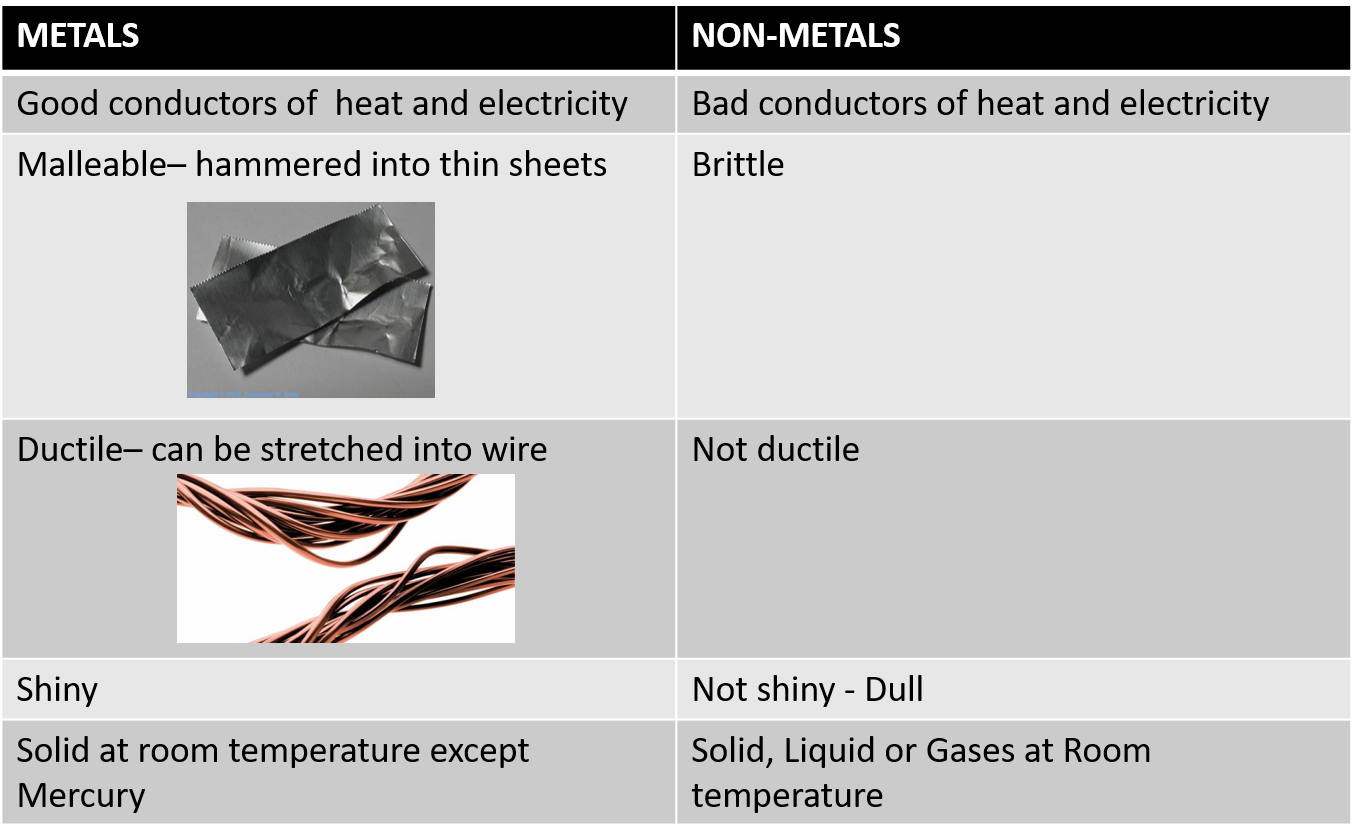 METALS
NON-METALS
Good conductors of  heat and electricity
Bad conductors of heat and electricity
Malleable– hammered into thin sheets
Brittle
Ductile– can be stretched into wire
Not ductile
Shiny
Not shiny - Dull
Solid at room temperature except
Mercury
Solid, Liquid or Gases at Room
temperature